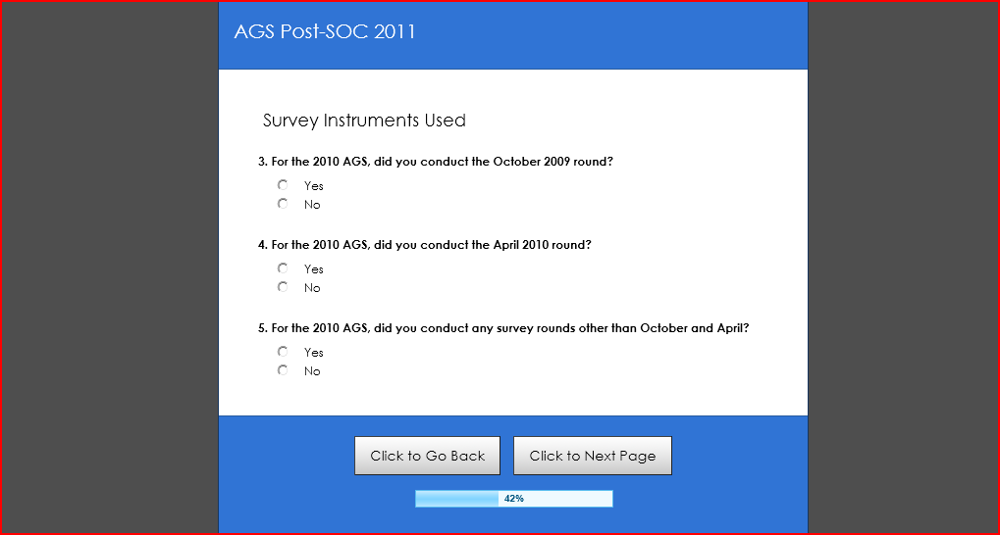 AGS Post-SOC 2011
Survey Instruments Used
3. For the 2010 AGS, did you conduct the October 2009 round?
Yes
No
4. For the 2010 AGS, did you conduct the April 2010 round?
Yes
No
5. For the 2010 AGS, did you conduct any survey rounds other than October and April?
Yes
No
Click to Go Back
Click to Next Page
42%